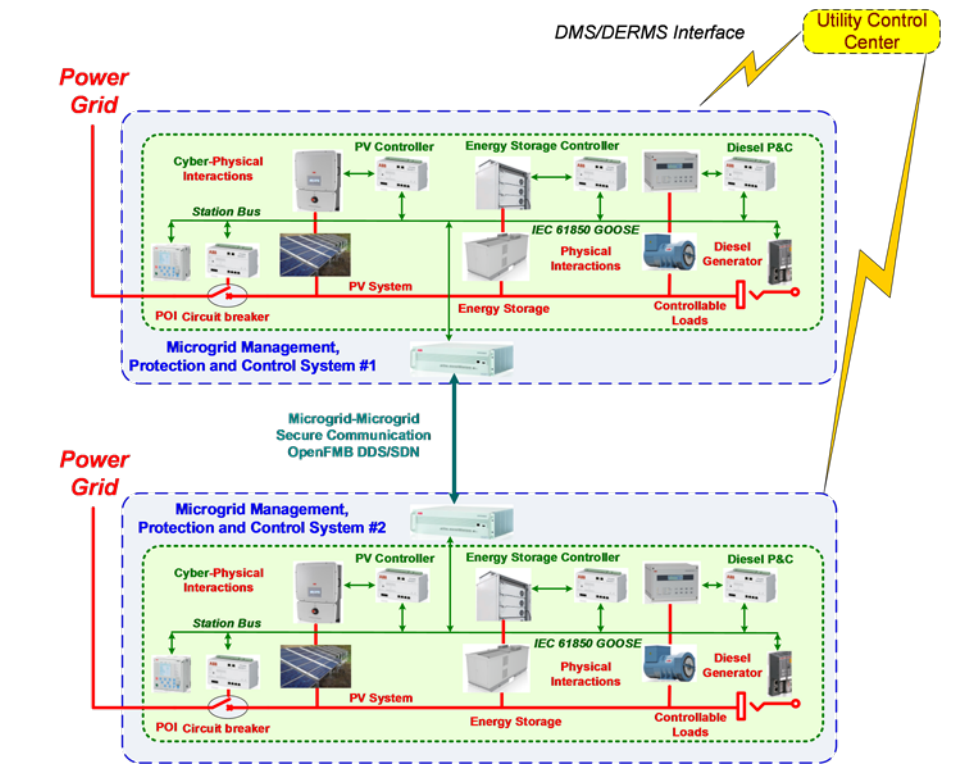 Utility Control
Center
DMS/DERMS Interface
Power
Grid
PV Controller
Energy Storage Controller
Diesel P&C
Cyber-Physical
Interactions
Station Bus
IEC 61850 GOOSE
Physical
Interactions
Diesel
Generator
PV System
Energy Storage
Controllable
Loads
POI Circuit breaker
Microgrid Management,
Protection and Control System #1
Microgrid-Microgrid
Secure Communication
OpenFMB DDS/SDN
Power
Grid
Microgrid Management,
Protection and Control System #2
PV Controller
Energy Storage Controller
Diesel P&C
Cyber-Physical
Interactions
Station Bus
IEC 61850 GOOSE
Physical
Interactions
Diesel
Generator
PV System
Energy Storage
Controllable
Loads
POI Circuit breaker